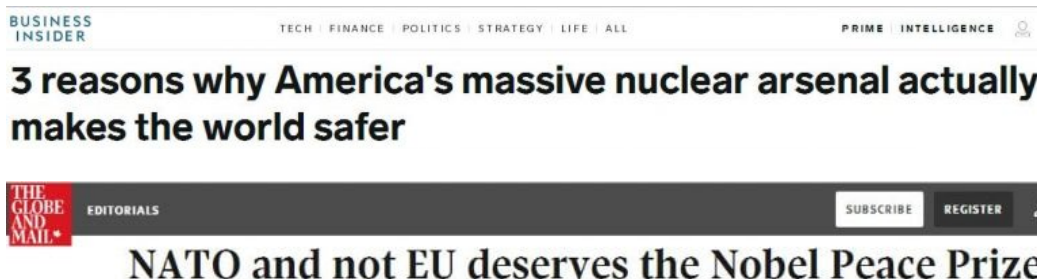 BUSINESS
INSIDER
TECH FINANCE POLITICS STRATEGY LIFE ALL
PRIME INTELLIGENCE
3 reasons why America's massive nuclear arsenal actually
makes the world safer
THE
GLOBE
AND
MAIL
EDITORIALS
SUBSCRIBE
REGISTER
NATO and not EU deserves the Nobel Peace Prize